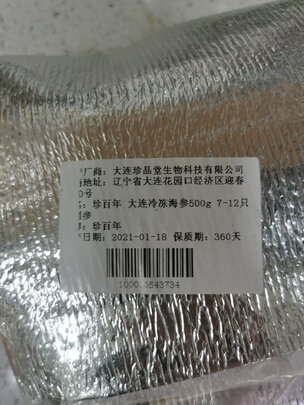 厂商：大连珍品堂生物科技有限公司
地址：辽宁省大连花园口经济区迎春
0号
：珍百年 大连冷冻海参500g 7-12只
参
：珍百年
日期：2021-01-18 保质期：360天
1000.0543734